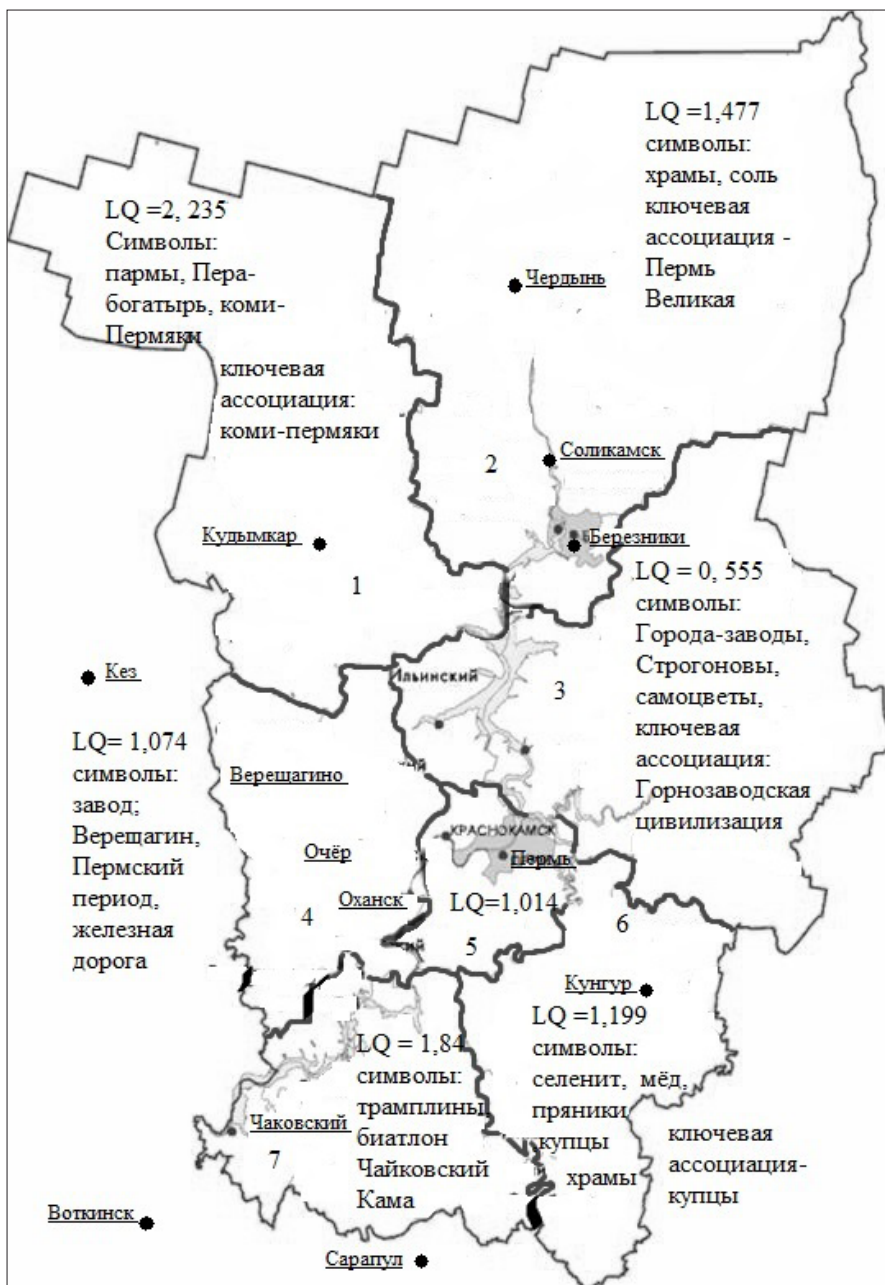 LQ =1,477
символы:
храмы, соль
ключевая
ассоциация -
Пермь
Великая
LQ =2, 235
Символы:
пармы, Пера-
богатырь, коми-
Пермяки
ключевая
ассоциация:
коми-пермяки
Чердынь
2
Соликамск
Березники
Кудымкар
1
LQ = 0, 555
символы:
Города-заводы,
Строгоновы,
самоцветы,
ключевая
ассоциация:
Горнозаводская
цивилизация
3
Ильинский
Кез
LQ= 1,074
символы:
завод;
Верещагин,
Пермский
период,
железная
дорога
Верещагино
Очёр
Оханск
4
КРАСНОКАМСК
Пермь
LQ=1,014
5
6
Кунгур
LQ =1,199
символы:
селенит, мёд,
пряники,
купцы
храмы
ключевая
ассоциация-
купцы
LQ = 1,84
символы:
трамплины,
биатлон
Чайковский
Кама
Чаковский
7
Воткинск
Сарапул